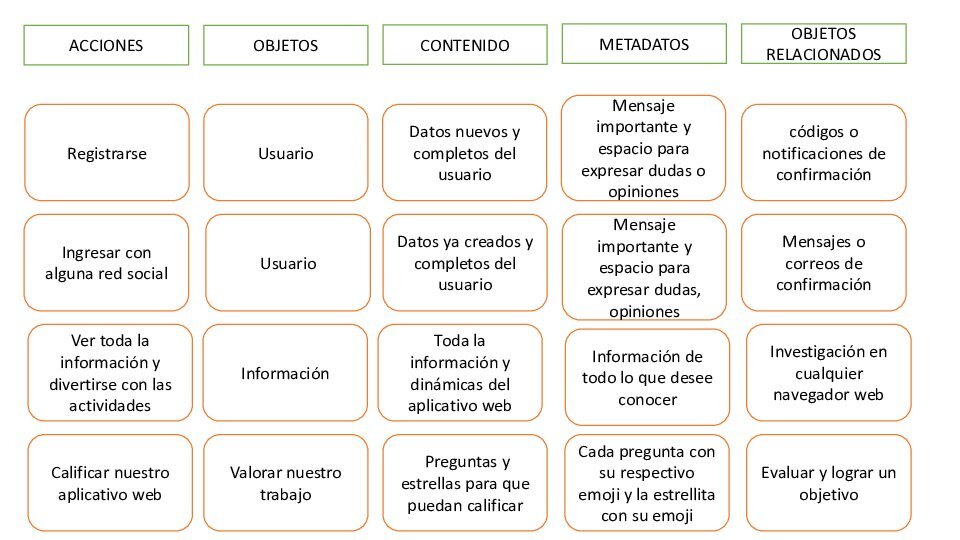 ACCIONES
OBJETOS
CONTENIDO
METADATOS
OBJETOS
RELACIONADOS
Registrarse
Usuario
Datos nuevos y
completos del
usuario
Mensaje
importante y
espacio para
expresar dudas o
opiniones
códigos o
notificaciones de
confirmación
Ingresar con
alguna red social
Usuario
Datos ya creados y
completos del
usuario
Mensaje
importante y
espacio para
expresar dudas,
opiniones
Mensajes o
correos de
confirmación
Ver toda la
información y
divertirse con las
actividades
Información
Toda la
información y
dinámicas del
aplicativo web
Información de
todo lo que desee
conocer
Investigación en
cualquier
navegador web
Calificar nuestro
aplicativo web
Valorar nuestro
trabajo
Preguntas y
estrellas para que
puedan calificar
Cada pregunta con
su respectivo
emoji y la estrellita
con su emoji
Evaluar y lograr un
objetivo